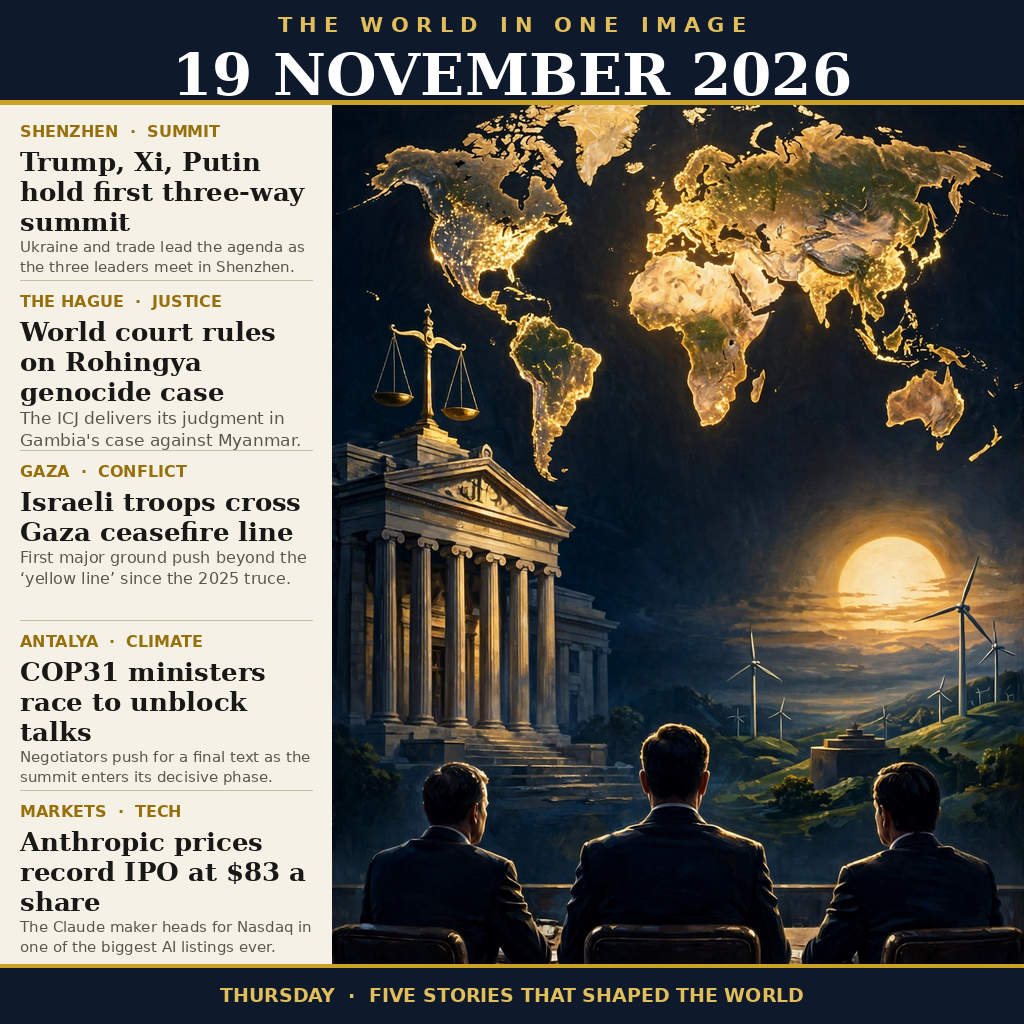 THE WORLD IN ONE IMAGE
19 NOVEMBER 2026
SHENZHEN · SUMMIT
Trump, Xi, Putin
hold first three-way
summit
Ukraine and trade lead the agenda as
the three leaders meet in Shenzhen.
THE HAGUE · JUSTICE
World court rules
on Rohingya
genocide case
The ICJ delivers its judgment in
Gambia's case against Myanmar.
GAZA · CONFLICT
Israeli troops cross
Gaza ceasefire line
First major ground push beyond the
‘yellow line’ since the 2025 truce.
ANTALYA · CLIMATE
COP31 ministers
race to unblock
talks
Negotiators push for a final text as the
summit enters its decisive phase.
MARKETS · TECH
Anthropic prices
record IPO at $83 a
share
The Claude maker heads for Nasdaq in
one of the biggest AI listings ever.
THURSDAY · FIVE STORIES THAT SHAPED THE WORLD